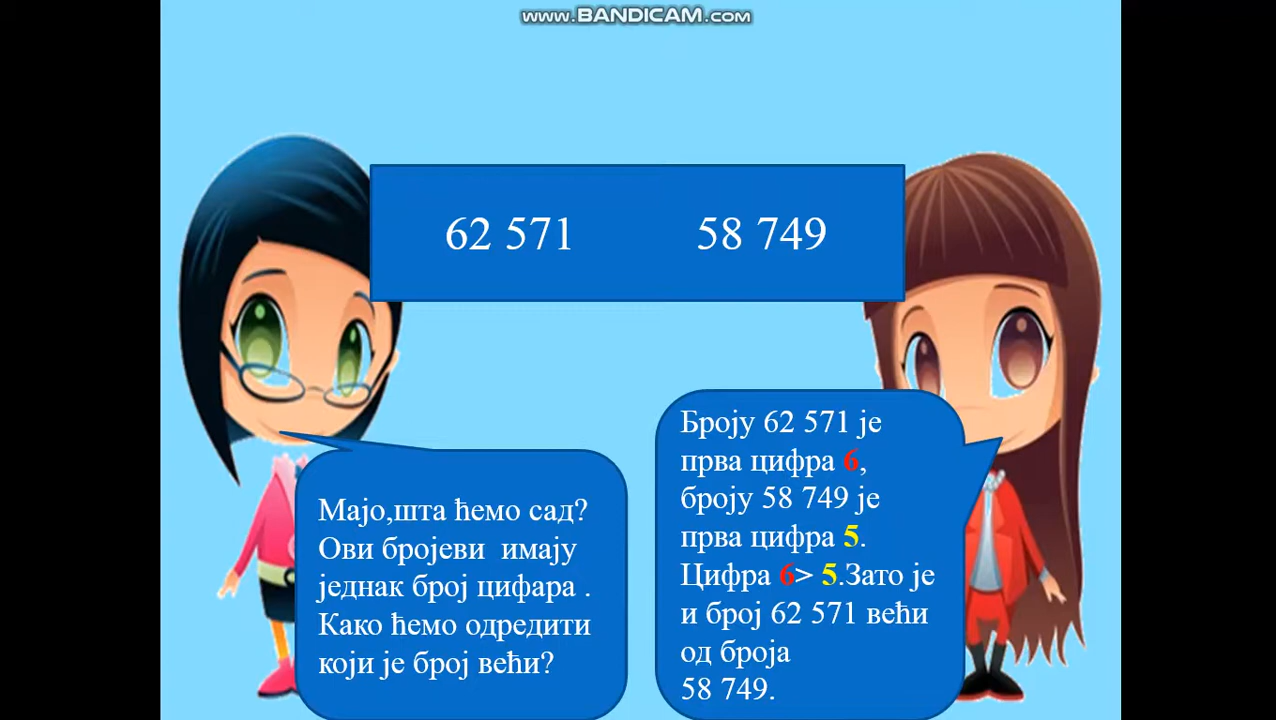 www.BANDICAM.com
62 571 58 749
Мајо,шта ћемо сад?
Ови бројеви имају
једнак број цифара .
Како ћемо одредити
који је број већи?
Броју 62 571 је
прва цифра 6,
броју 58 749 је
прва цифра 5.
Цифра 6> 5.Зато је
и број 62 571 већи
од броја
58 749.